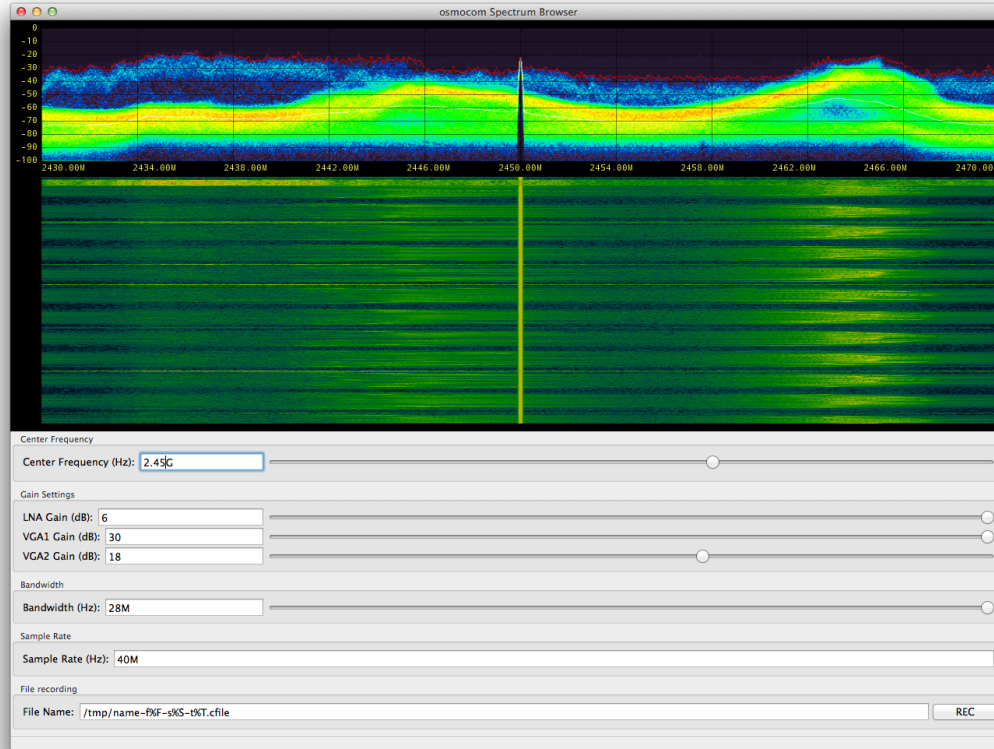 osmocom Spectrum Browser
0
-10
-20
-30
-40
-50
-60
-70
-80
-90
-100
2430.00M 2434.00M 2438.00M 2442.00M 2446.00M 2450.00M 2454.00M 2458.00M 2462.00M 2466.00M 2470.00
Center Frequency
Center Frequency (Hz): 2.45G
Gain Settings
LNA Gain (dB): 6
VGA1 Gain (dB): 30
VGA2 Gain (dB): 18
Bandwidth
Bandwidth (Hz): 28M
Sample Rate
Sample Rate (Hz): 40M
File recording
File Name: /tmp/name-f%F-s%S-t%T.cfile REC